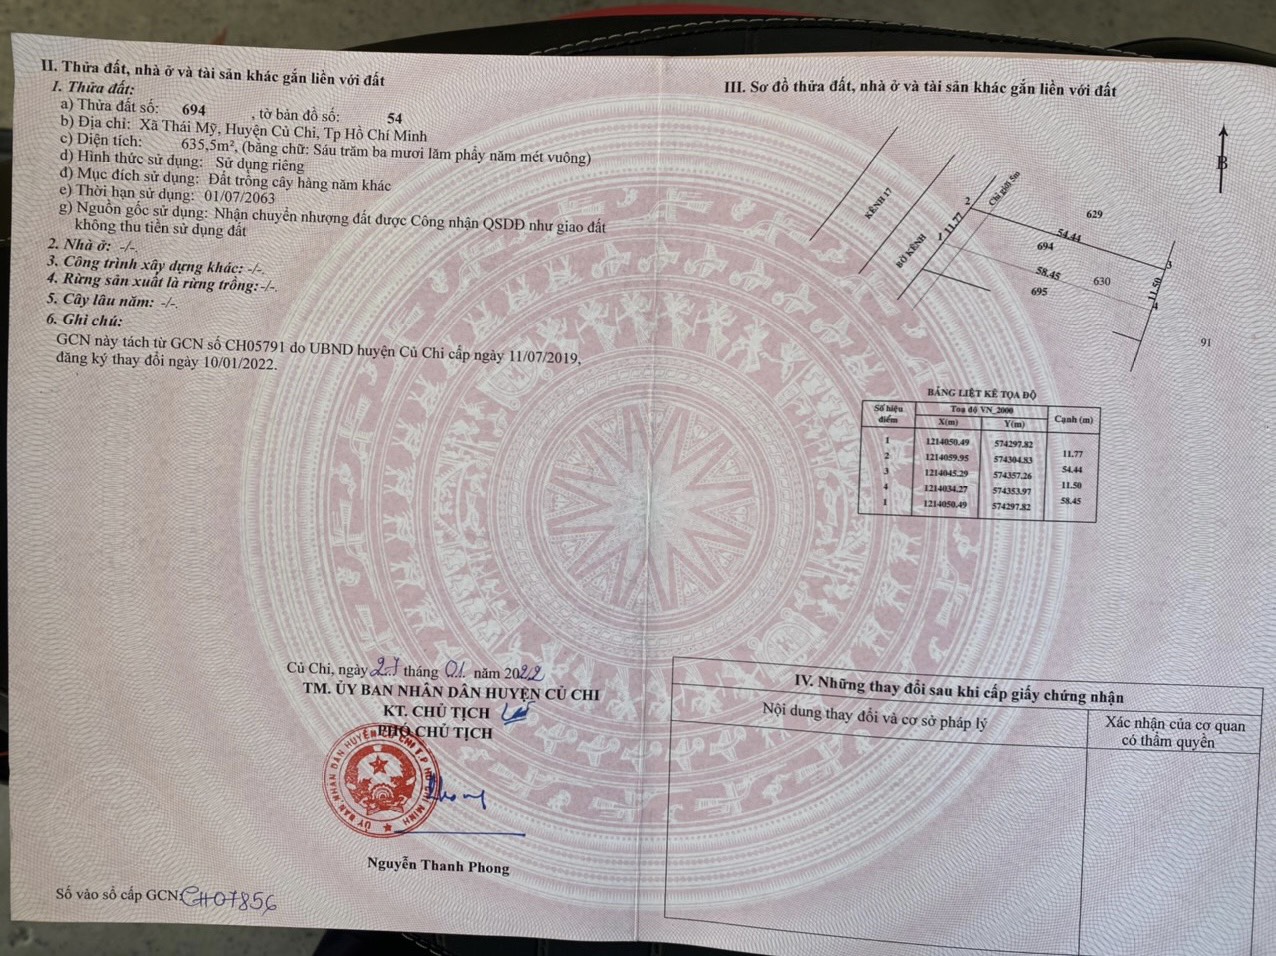 II. Thửa đất, nhà ở và tài sản khác gắn liền với đất
1. Thửa đất:
a) Thửa đất số: 694 , tờ bản đồ số: 54
b) Địa chỉ: Xã Thái Mỹ, Huyện Củ Chi, Tp Hồ Chí Minh
c) Diện tích: 635,5m², (bằng chữ: Sáu trăm ba mươi lăm phẩy năm mét vuông)
d) Hình thức sử dụng: Sử dụng riêng
đ) Mục đích sử dụng: Đất trồng cây hàng năm khác
e) Thời hạn sử dụng: 01/07/2063
g) Nguồn gốc sử dụng: Nhận chuyển nhượng đất được Công nhận QSDĐ như giao đất
không thu tiền sử dụng đất
2. Nhà ở: -/-.
3. Công trình xây dựng khác: -/-.
4. Rừng sản xuất là rừng trồng:-/-.
5. Cây lâu năm: -/-.
6. Ghi chú:
GCN này tách từ GCN số CH05791 do UBND huyện Củ Chi cấp ngày 11/07/2019,
đăng ký thay đổi ngày 10/01/2022.
Củ Chi, ngày 27 tháng 01 năm 2022
TM. ỦY BAN NHÂN DÂN HUYỆN CỦ CHI
KT. CHỦ TỊCH
PHÓ CHỦ TỊCH
ỦY BAN NHÂN DÂN HUYỆN CỦ CHI T.P HỒ CHÍ MINH
Nguyễn Thanh Phong
Số vào sổ cấp GCN: CH07856
III. Sơ đồ thửa đất, nhà ở và tài sản khác gắn liền với đất
B
KÊNH 17
BỜ KÊNH
Chỉ giới 5m
2
11.77
1
629
54.44
694
3
58.45
630
11.50
695
4
91
BẢNG LIỆT KÊ TỌA ĐỘ
Số hiệu điểm Toạ độ VN_2000 Cạnh (m)
X(m) Y(m)
1 1214050.49 574297.82
11.77
2 1214059.95 574304.83
54.44
3 1214045.29 574357.26
11.50
4 1214034.27 574353.97
58.45
1 1214050.49 574297.82
IV. Những thay đổi sau khi cấp giấy chứng nhận
Nội dung thay đổi và cơ sở pháp lý
Xác nhận của cơ quan
có thẩm quyền